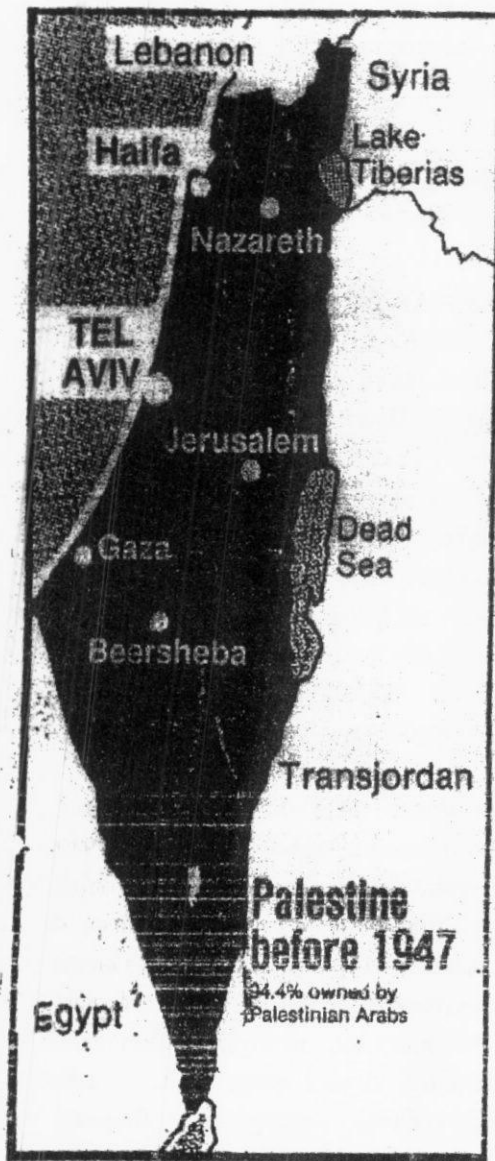 Lebanon
Syria
Haifa
Lake
Tiberias
Nazareth
TEL
AVIV
Jerusalem
Gaza
Dead
Sea
Beersheba
Transjordan
Palestine
before 1947
94.4% owned by
Palestinian Arabs
Egypt